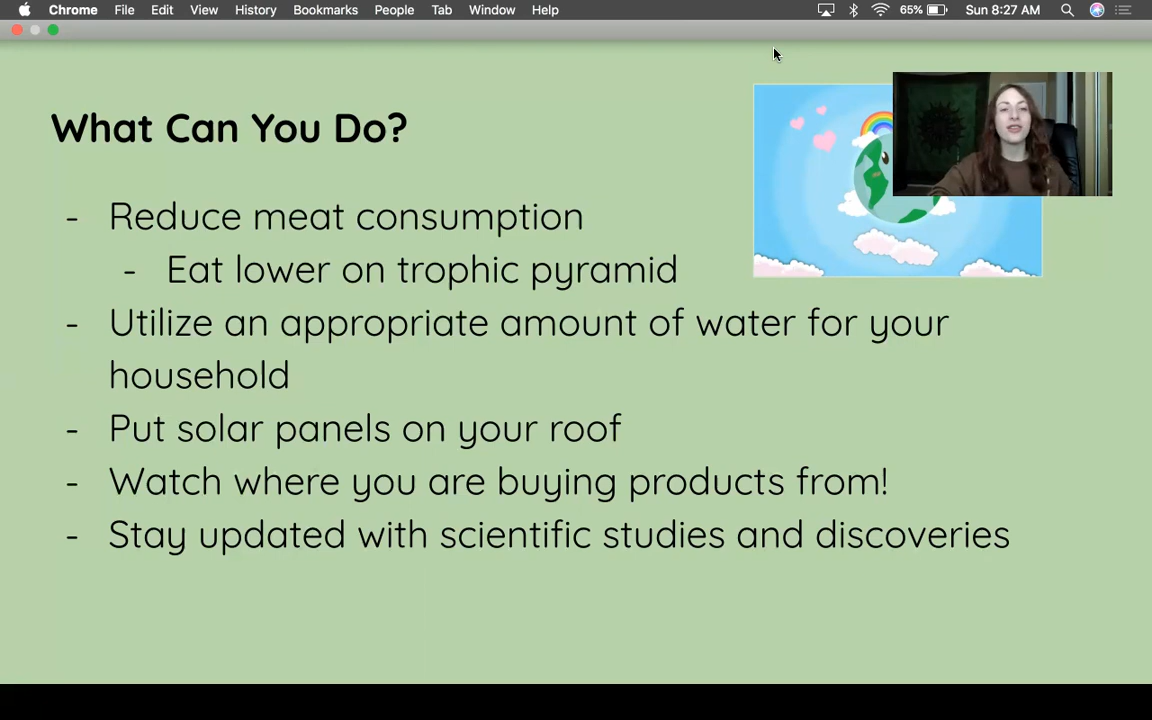 Chrome File Edit View History Bookmarks People Tab Window Help 65% Sun 8:27 AM
What Can You Do?
- Reduce meat consumption
- Eat lower on trophic pyramid
- Utilize an appropriate amount of water for your
household
- Put solar panels on your roof
- Watch where you are buying products from!
- Stay updated with scientific studies and discoveries